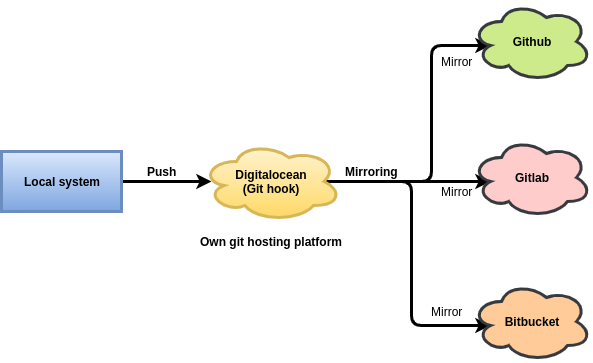 Github
Mirror
Local system
Push
Digitalocean
(Git hook)
Mirroring
Gitlab
Mirror
Own git hosting platform
Mirror
Bitbucket